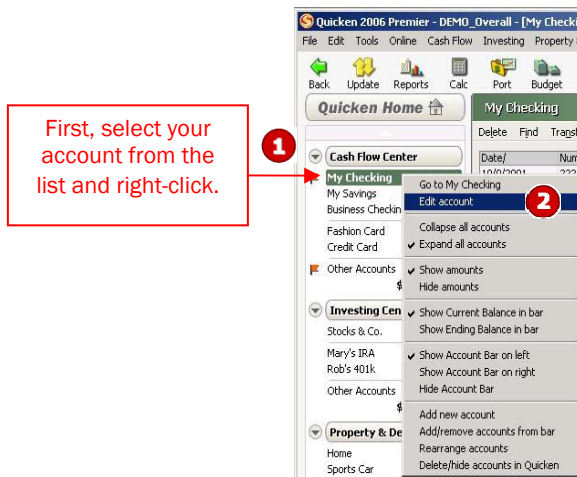 Quicken 2006 Premier - DEMO_Overall - [My Checki
File Edit Tools Online Cash Flow Investing Property
Back Update Reports Calc Port Budget
Quicken Home My Checking
Delete Find Transf
First, select your
account from the
list and right-click.
1
Cash Flow Center
Date/ Num
My Checking
10/9/2001 222
My Savings
Business Checkin
Fashion Card
Credit Card
Other Accounts
$
Investing Cen
Stocks & Co.
Mary's IRA
Rob's 401k
Other Accounts
$
Property & De
Home
Sports Car
Go to My Checking
Edit account 2
Collapse all accounts
Expand all accounts
Show amounts
Hide amounts
Show Current Balance in bar
Show Ending Balance in bar
Show Account Bar on left
Show Account Bar on right
Hide Account Bar
Add new account
Add/remove accounts from bar
Rearrange accounts
Delete/hide accounts in Quicken